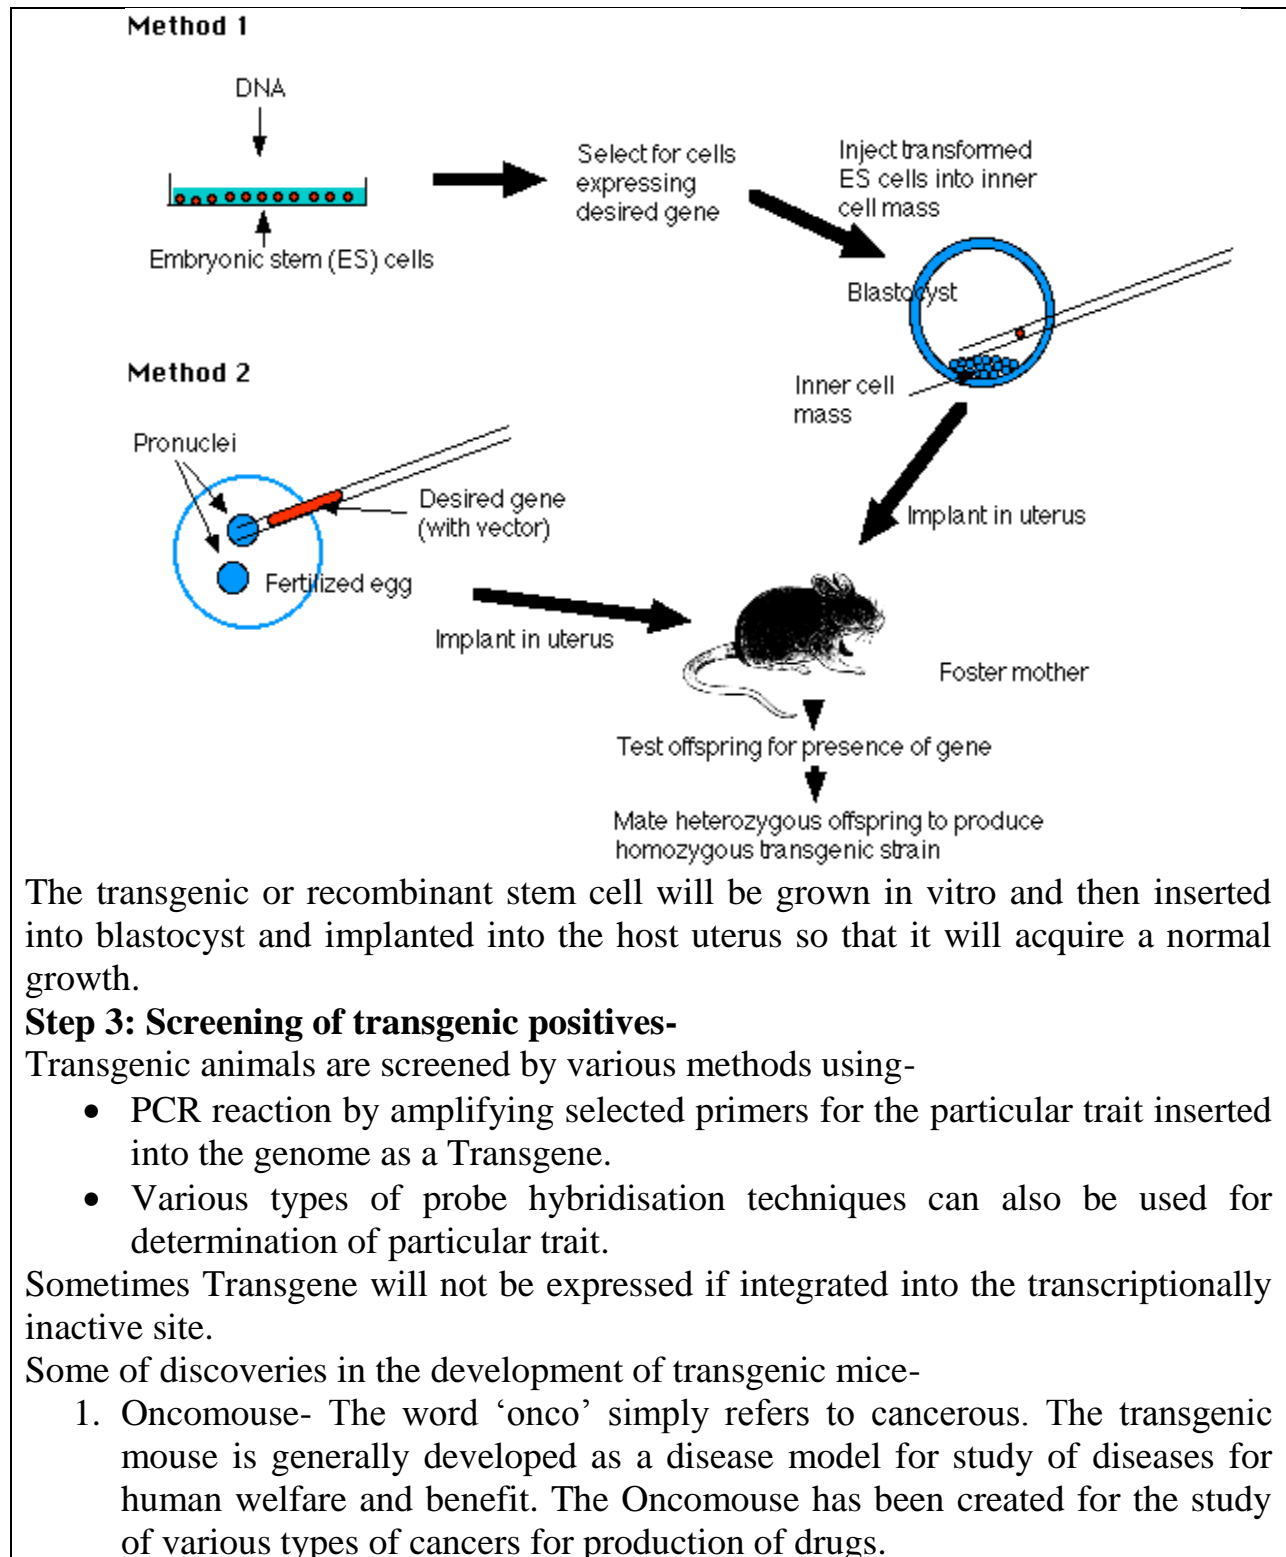 Method 1
DNA
Select for cells
expressing
desired gene
Inject transformed
ES cells into inner
cell mass
Embryonic stem (ES) cells
Blastocyst
Inner cell
mass
Method 2
Pronuclei
Desired gene
(with vector)
Fertilized egg
Implant in uterus
Implant in uterus
Foster mother
Test offspring for presence of gene
Mate heterozygous offspring to produce
homozygous transgenic strain
The transgenic or recombinant stem cell will be grown in vitro and then inserted
into blastocyst and implanted into the host uterus so that it will acquire a normal
growth.
Step 3: Screening of transgenic positives-
Transgenic animals are screened by various methods using-
• PCR reaction by amplifying selected primers for the particular trait inserted
into the genome as a Transgene.
• Various types of probe hybridisation techniques can also be used for
determination of particular trait.
Sometimes Transgene will not be expressed if integrated into the transcriptionally
inactive site.
Some of discoveries in the development of transgenic mice-
1. Oncomouse- The word ‘onco’ simply refers to cancerous. The transgenic
mouse is generally developed as a disease model for study of diseases for
human welfare and benefit. The Oncomouse has been created for the study
of various types of cancers for production of drugs.